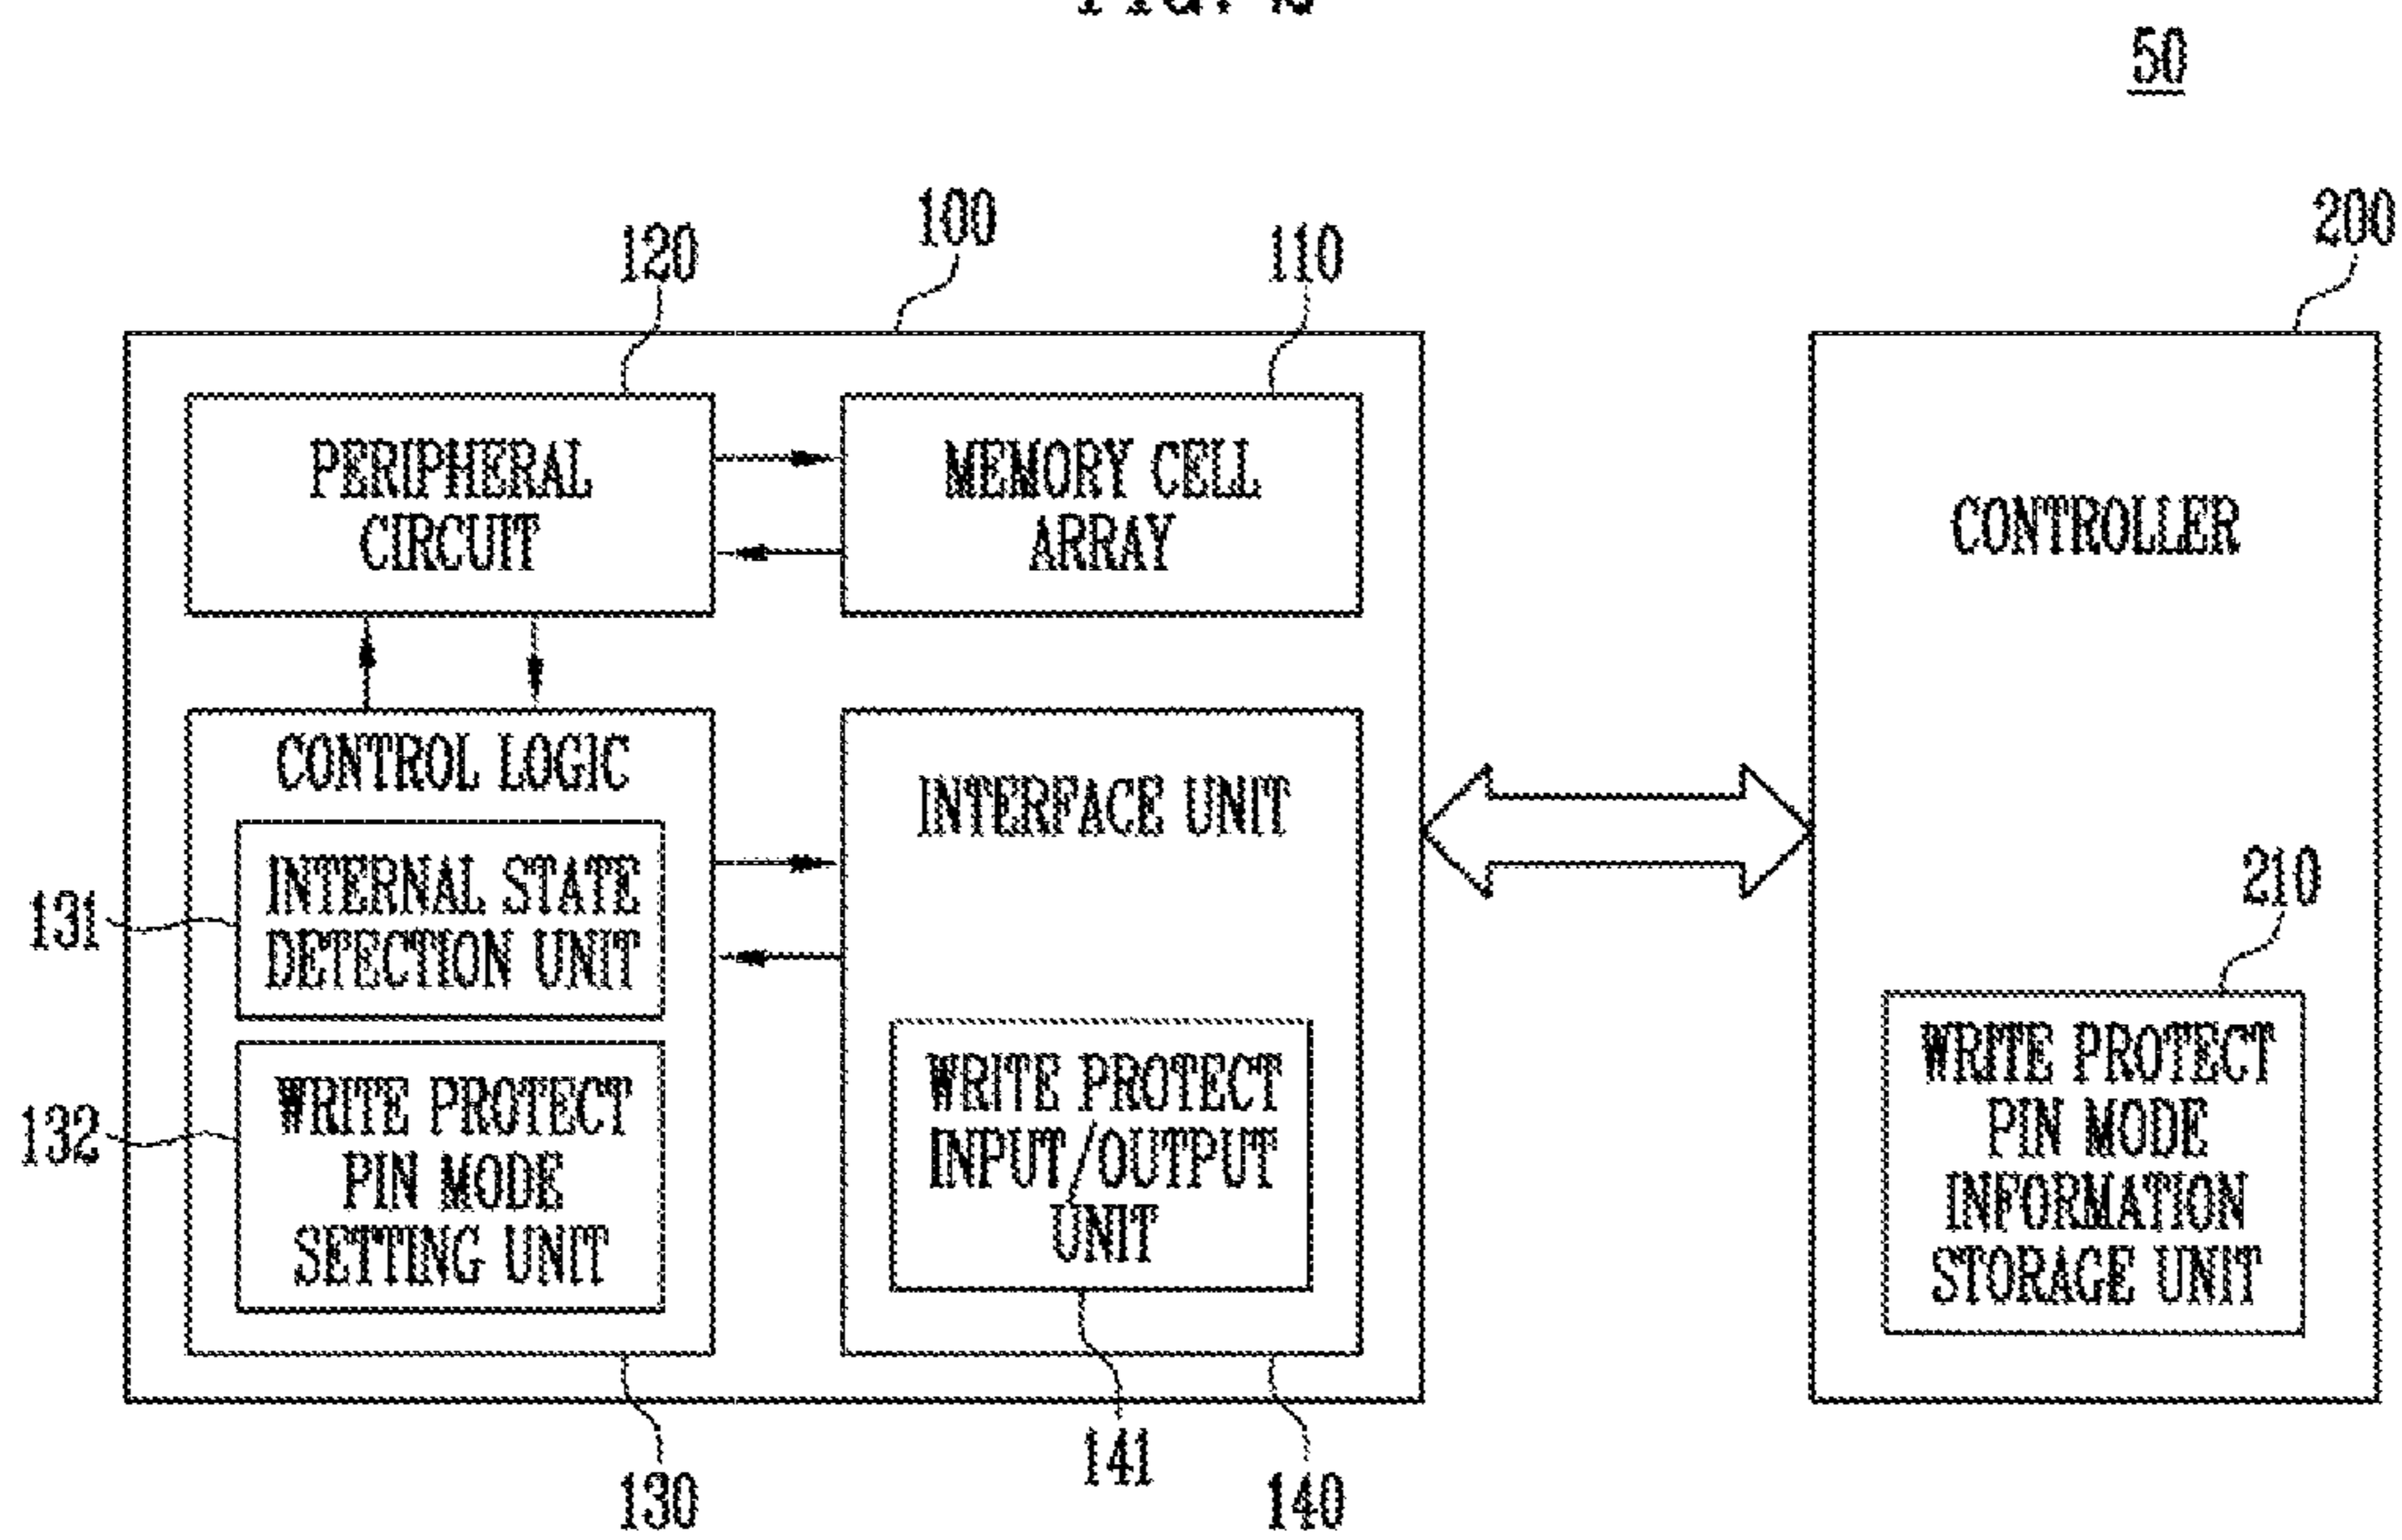 50
200
100
120
110
PERIPHERAL
CIRCUIT
MEMORY CELL
ARRAY
CONTROLLER
CONTROL LOGIC
INTERNAL STATE
DETECTION UNIT
131
WRITE PROTECT
PIN MODE
SETTING UNIT
132
INTERFACE UNIT
WRITE PROTECT
INPUT/OUTPUT
UNIT
210
WRITE PROTECT
PIN MODE
INFORMATION
STORAGE UNIT
130
141
140